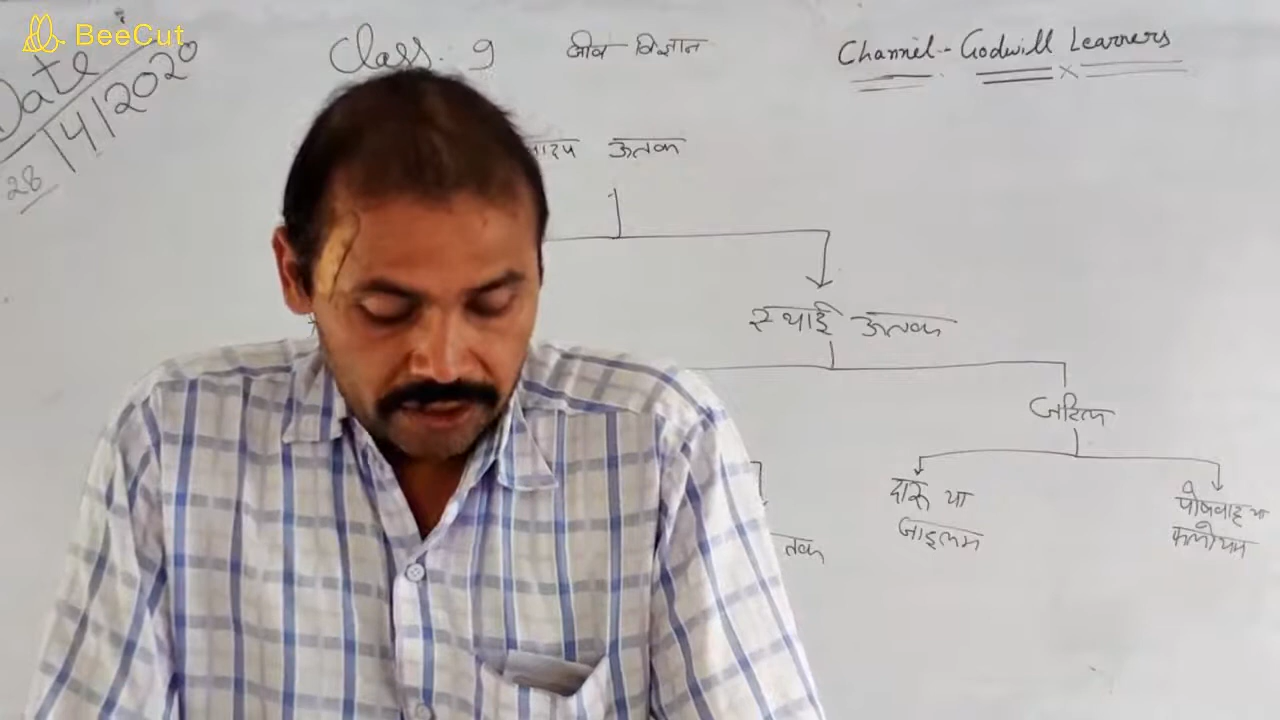 BeeCut
Date
28/4/2020
Class. 9
जीव विज्ञान
Channel - Godwill Learners
ऊतक
स्थाई ऊतक
जटिल
दारू या
जाइलम
पोषवाह या
फ्लोयम